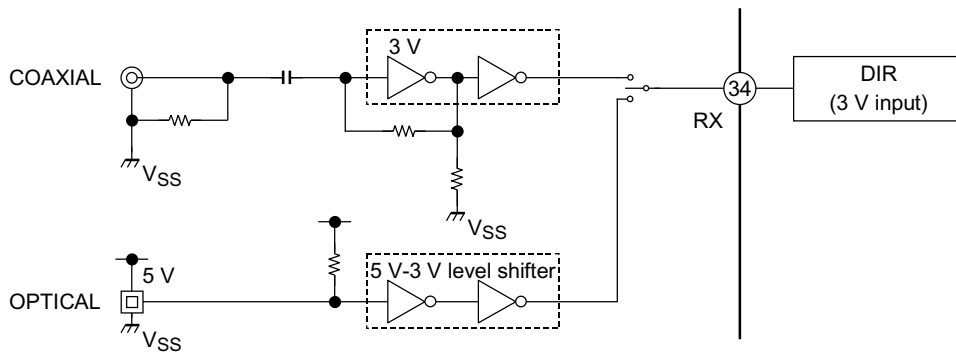 3 V
COAXIAL
DIR
(3 V input)
34
RX
VSS
VSS
5 V
5 V-3 V level shifter
OPTICAL
VSS